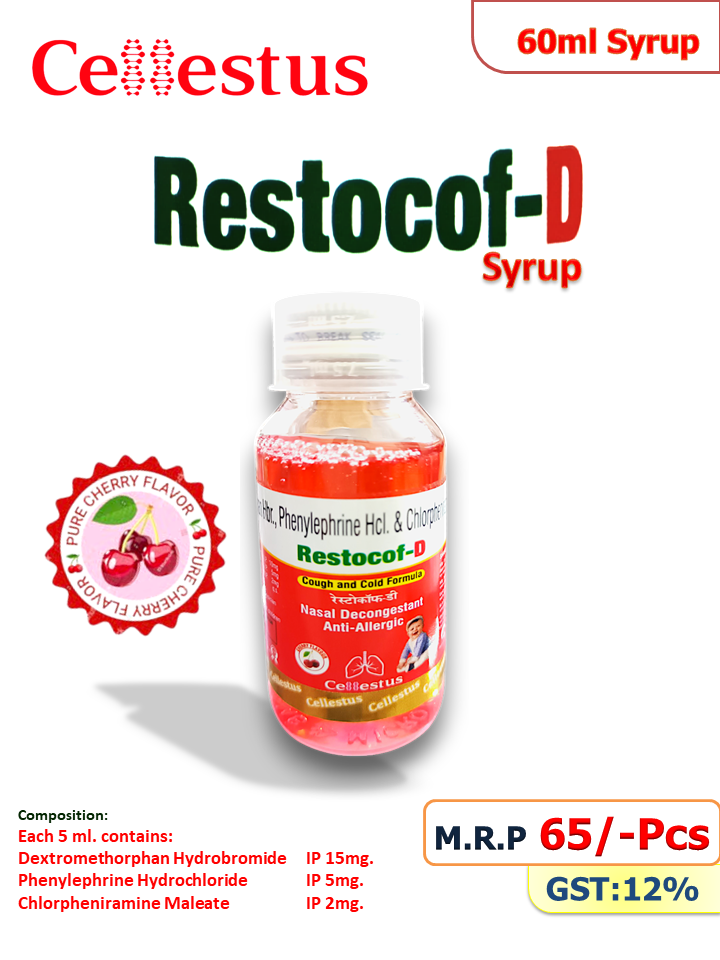 Cellestus
60ml Syrup
Restocof-D
Syrup
PURE CHERRY FLAVOR
PURE CHERRY FLAVOR
Hbr., Phenylephrine Hcl. &
Restocof-D
Cough and Cold Formula
रेस्टोकॉफ-डी
Nasal Decongestant
Anti-Allergic
Cellestus
Cellestus
Cellestus
Cellestus
Composition:
Each 5 ml. contains:
Dextromethorphan Hydrobromide IP 15mg.
Phenylephrine Hydrochloride IP 5mg.
Chlorpheniramine Maleate IP 2mg.
M.R.P 65/-Pcs
GST:12%